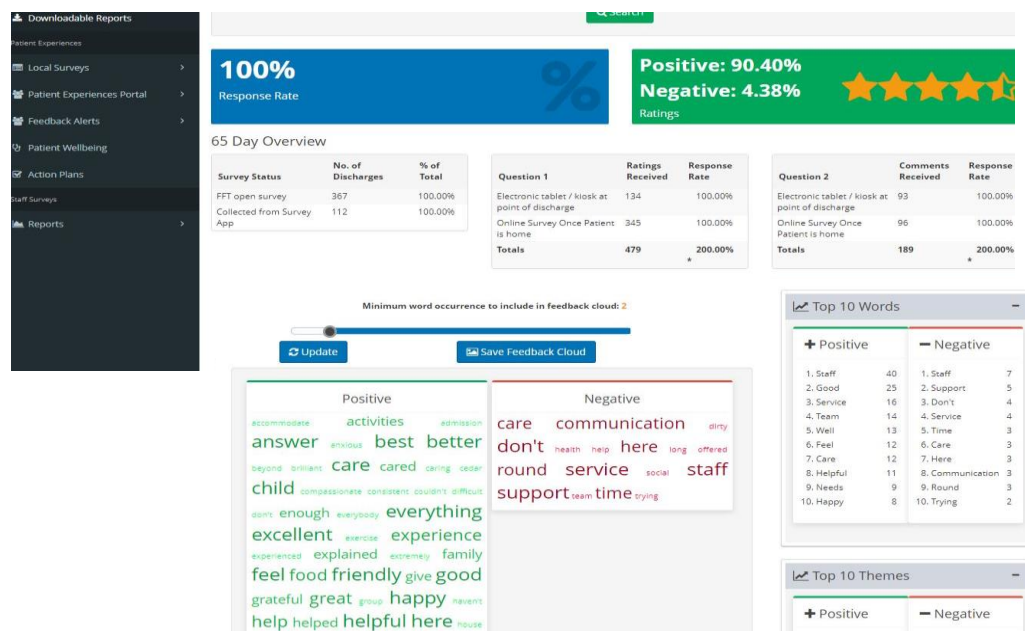 Downloadable Reports
Patient Experiences
Local Surveys
Patient Experiences Portal
Feedback Alerts
Patient Wellbeing
Action Plans
Staff Surveys
Reports
Search
100%
Response Rate
%
Positive: 90.40%
Negative: 4.38%
Ratings
65 Day Overview
Survey Status No. of Discharges % of Total
FFT open survey 367 100.00%
Collected from Survey App 112 100.00%
Question 1 Ratings Received Response Rate
Electronic tablet / kiosk at point of discharge 134 100.00%
Online Survey Once Patient is home 345 100.00%
Totals 479 200.00% *
Question 2 Comments Received Response Rate
Electronic tablet / kiosk at point of discharge 93 100.00%
Online Survey Once Patient is home 96 100.00%
Totals 189 200.00% *
Minimum word occurrence to include in feedback cloud: 2
Update
Save Feedback Cloud
Positive
accommodate activities admission
answer anxious best better
beyond brilliant care cared caring cedar
child compassionate consistent couldn't difficult
don't enough everybody everything
excellent exercise experience
experienced explained extremely family
feel food friendly give good
grateful great group happy haven't
help helped helpful here house
Negative
care communication dirty
don't health help here long offered
round service social staff
support team time trying
Top 10 Words
+ Positive
1. Staff 40
2. Good 25
3. Service 16
4. Team 14
5. Well 13
6. Feel 12
7. Care 12
8. Helpful 11
9. Needs 9
10. Happy 8
− Negative
1. Staff 7
2. Support 5
3. Don't 4
4. Service 4
5. Time 3
6. Care 3
7. Here 3
8. Communication 3
9. Round 3
10. Trying 2
Top 10 Themes
+ Positive
− Negative